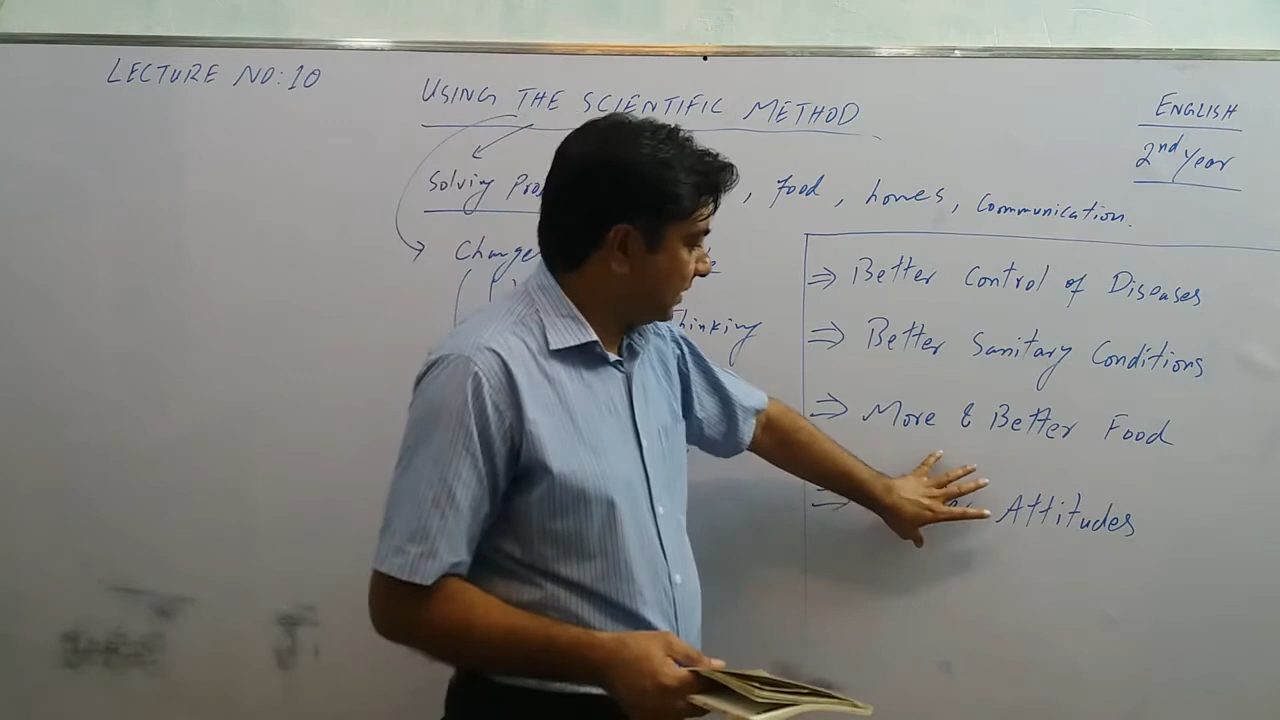 LECTURE NO: 10
USING THE SCIENTIFIC METHOD
ENGLISH
2nd Year
Solving
, food, homes, Communication.
Change
Thinking
⇒ Better Control of Diseases
⇒ Better Sanitary Conditions
⇒ More & Better Food
⇒ Attitudes